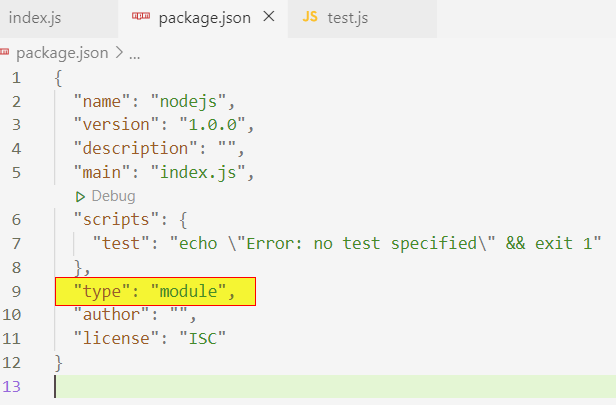 index.js package.json JS test.js
package.json > ...
1 {
2 "name": "nodejs",
3 "version": "1.0.0",
4 "description": "",
5 "main": "index.js",
Debug
6 "scripts": {
7 "test": "echo \"Error: no test specified\" && exit 1"
8 },
9 "type": "module",
10 "author": "",
11 "license": "ISC"
12 }
13